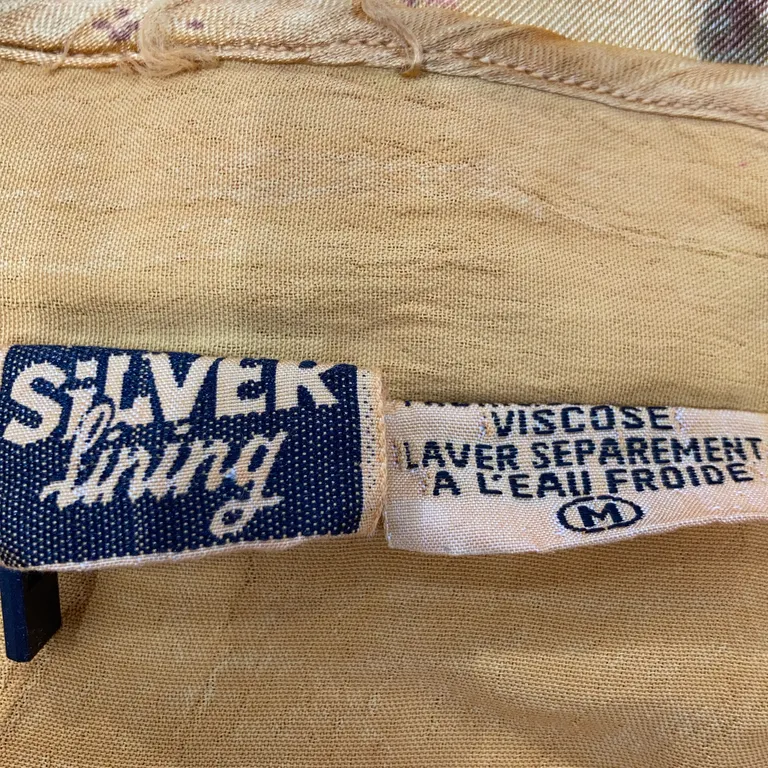 SiLVER
lining
VISCOSE
LAVER SEPAREMENT
A L'EAU FROIDE
M